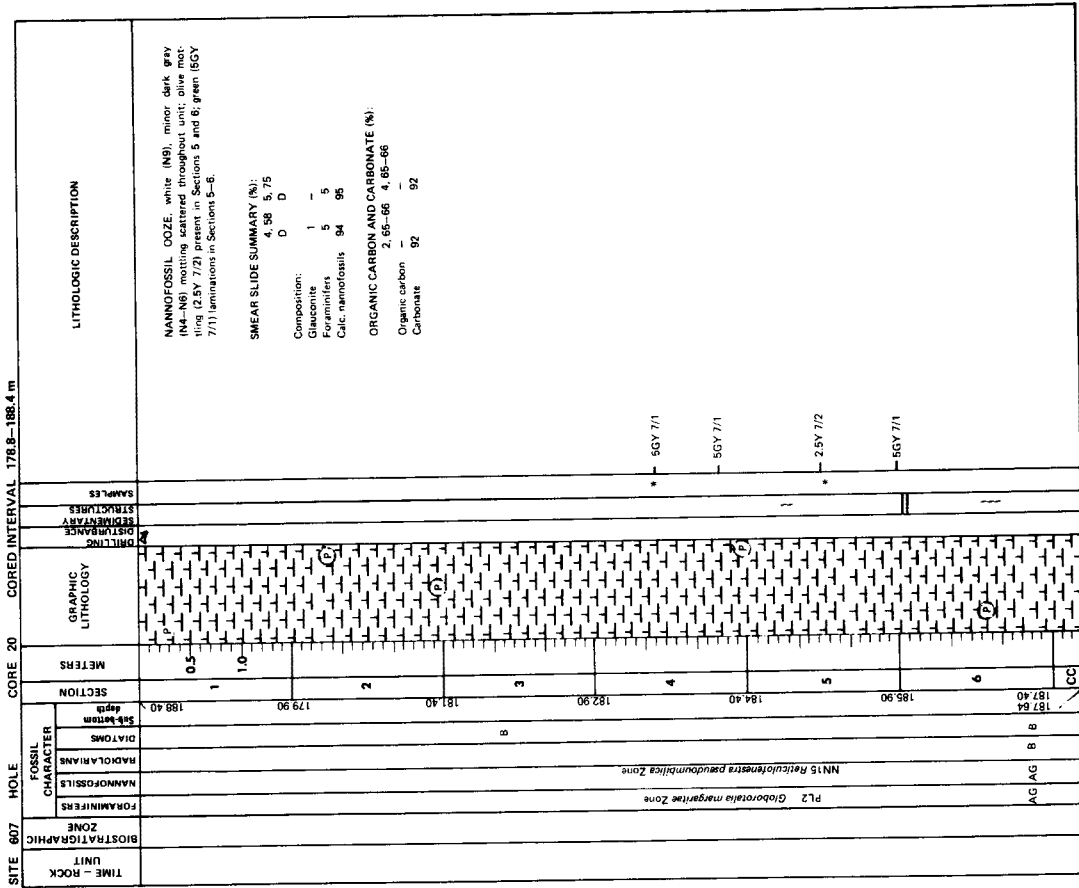 SITE 607 HOLE CORE 20 CORED INTERVAL 178.8–188.4 m
TIME – ROCK
UNIT
BIOSTRATIGRAPHIC
ZONE
FOSSIL
CHARACTER
FORAMINIFERS
NANNOFOSSILS
RADIOLARIANS
DIATOMS
Sub-bottom
depth
SECTION
METERS
GRAPHIC
LITHOLOGY
DRILLING
DISTURBANCE
SEDIMENTARY
STRUCTURES
SAMPLES
LITHOLOGIC DESCRIPTION
PL2 Globorotalia margaritae Zone
NN15 Reticulofenestra pseudoumbilica Zone
AG AG B B
B
188.40
179.90
181.40
182.90
184.40
185.90
187.40
187.64
1
2
3
4
5
6
CC
0.5
1.0
P
P
P
P
P
*
*
5GY 7/1
5GY 7/1
2.5Y 7/2
5GY 7/1
NANNOFOSSIL OOZE, white (N9), minor dark gray
(N4–N6) mottling scattered throughout unit; olive mot-
tling (2.5Y 7/2) present in Sections 5 and 6; green (5GY
7/1) laminations in Sections 5–6.
SMEAR SLIDE SUMMARY (%):
4, 58 5, 75
D D
Composition:
Glauconite 1 –
Foraminifers 5 5
Calc. nannofossils 94 95
ORGANIC CARBON AND CARBONATE (%):
2, 65–66 4, 65–66
Organic carbon – –
Carbonate 92 92